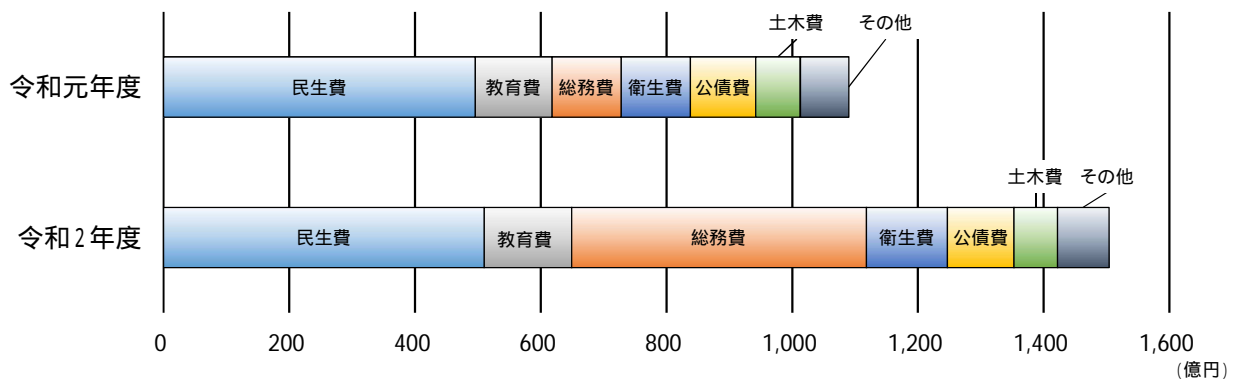 土木費 その他
令和元年度 民生費 教育費 総務費 衛生費 公債費
土木費 その他
令和2年度 民生費 教育費 総務費 衛生費 公債費
0 200 400 600 800 1,000 1,200 1,400 1,600
(億円)